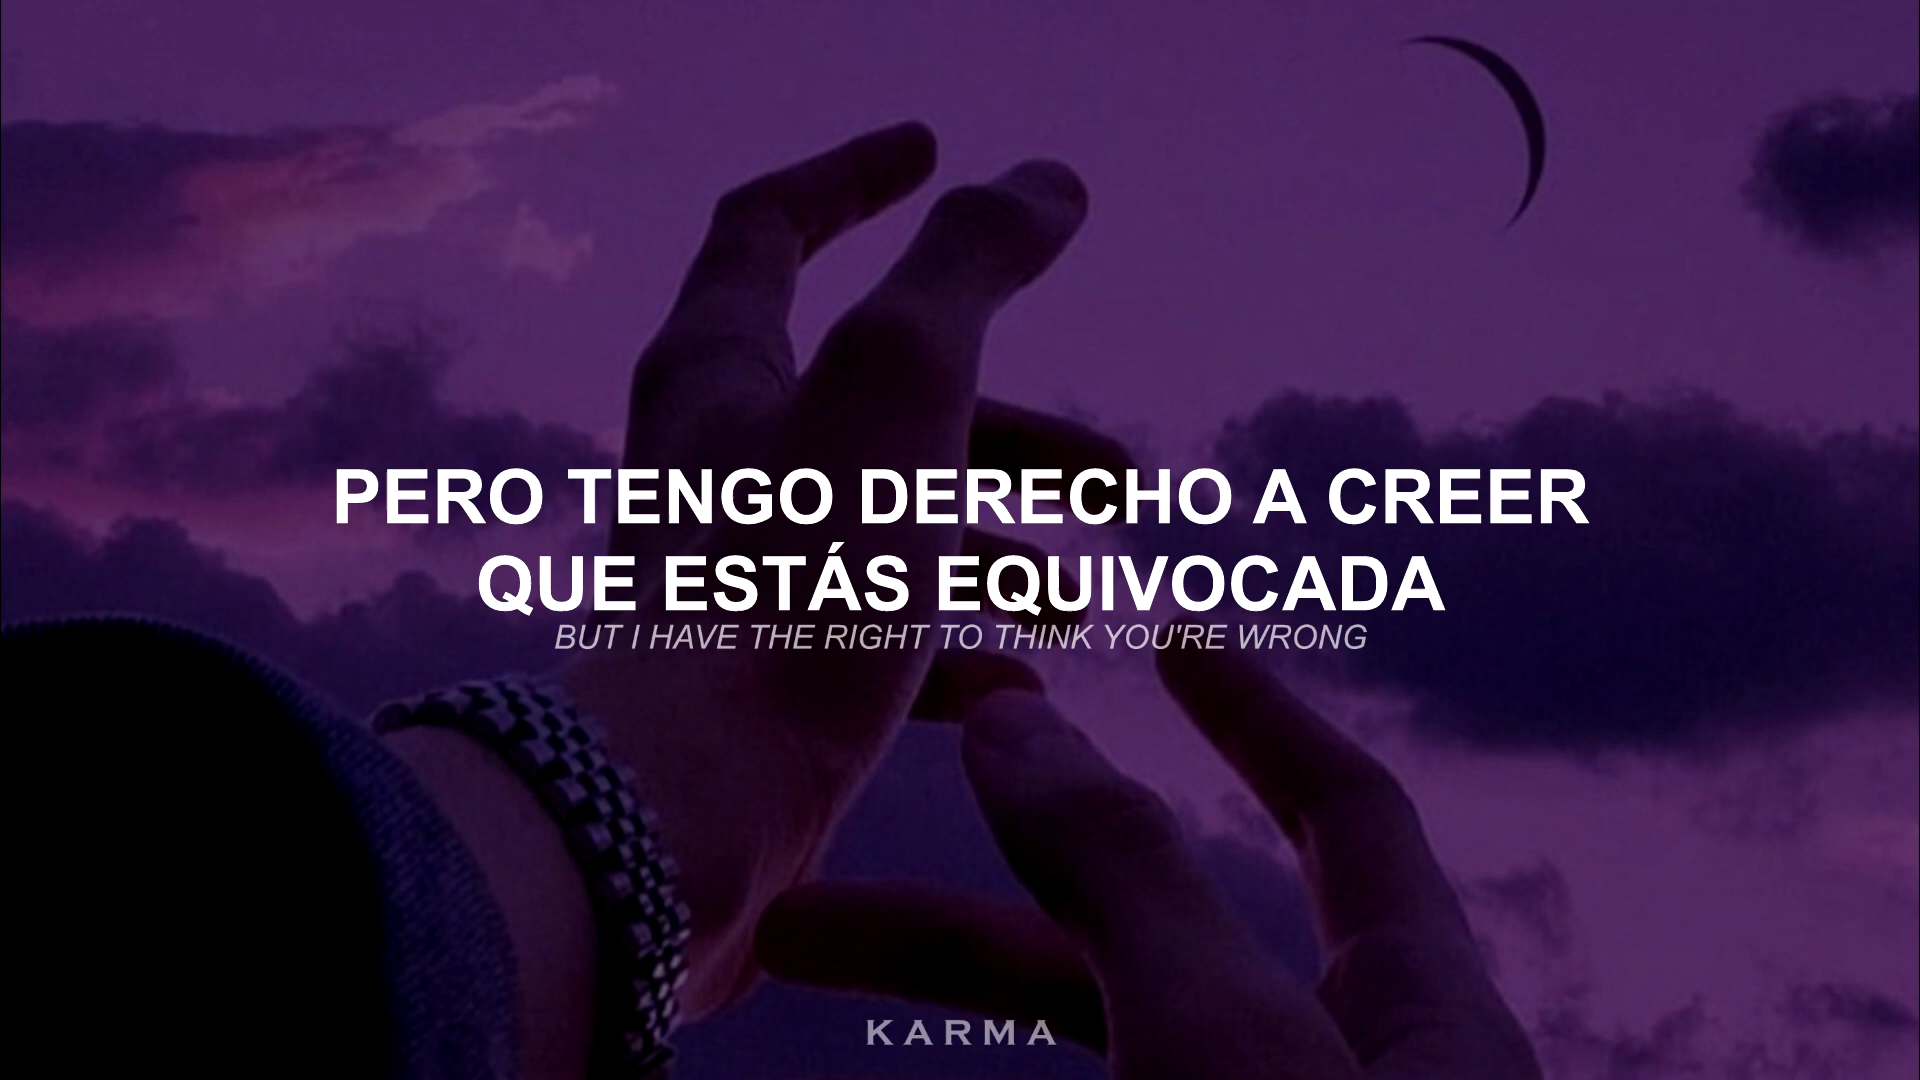 PERO TENGO DERECHO A CREER
QUE ESTÁS EQUIVOCADA
BUT I HAVE THE RIGHT TO THINK YOU'RE WRONG
KARMA